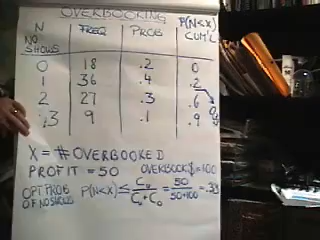 OVERBOOKING
N NO. SHOWS FREQ PROB P(N<X) CUM'L
0 18 .2 0
1 36 .4 .2
2 27 .3 .6
3 9 .1 .9
X = # OVERBOOKED
PROFIT = 50 OVERBOOK $ = 100
OPT PROB OF NO SHOWS P(N<X) ≤ Cu/Cu+Co = 50/50+100 = .33